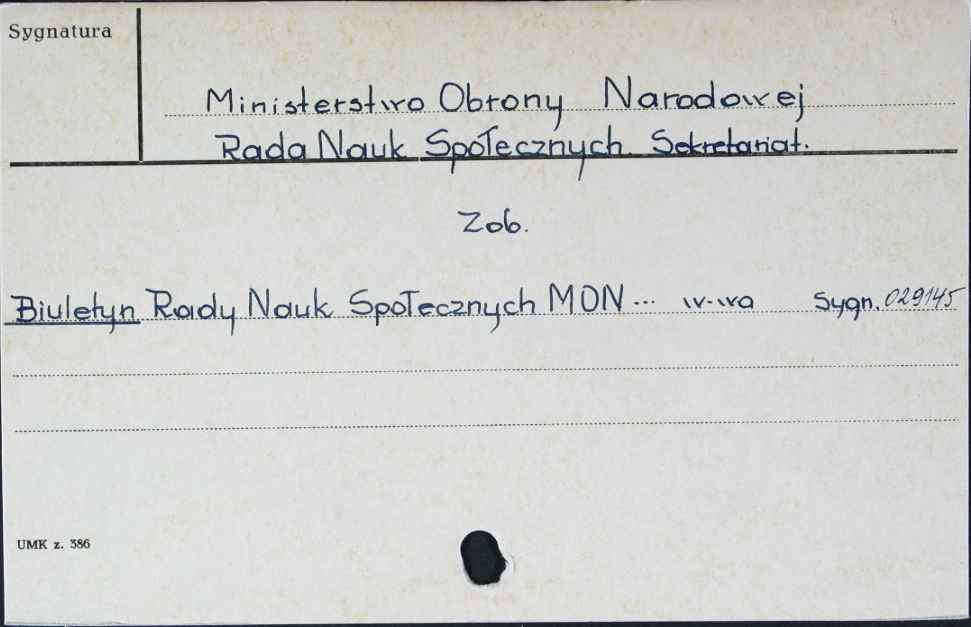 Sygnatura
Ministerstwo Obrony Narodowej
Rada Nauk Społecznych Sekretariat.
Zob.
Biuletyn Rady Nauk Społecznych MON... W-wa Sygn. 029145
UMK z. 386